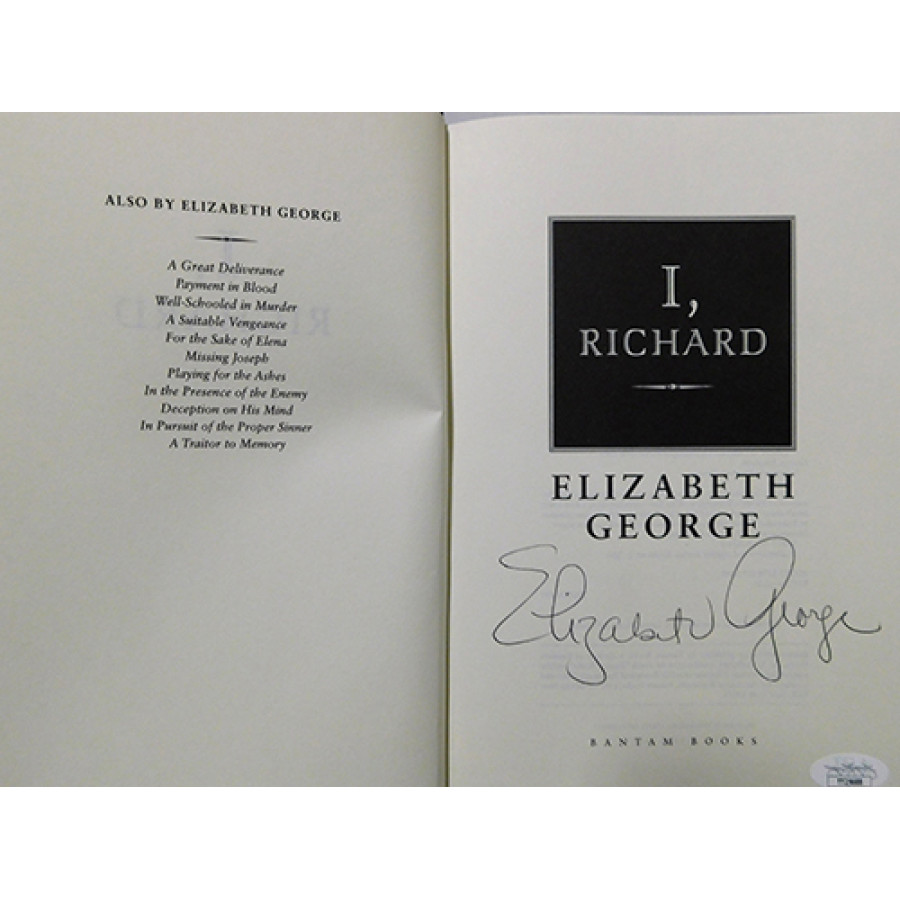 ALSO BY ELIZABETH GEORGE
A Great Deliverance
Payment in Blood
Well-Schooled in Murder
A Suitable Vengeance
For the Sake of Elena
Missing Joseph
Playing for the Ashes
In the Presence of the Enemy
Deception on His Mind
In Pursuit of the Proper Sinner
A Traitor to Memory
I,
RICHARD
ELIZABETH
GEORGE
Elizabeth George
BANTAM BOOKS